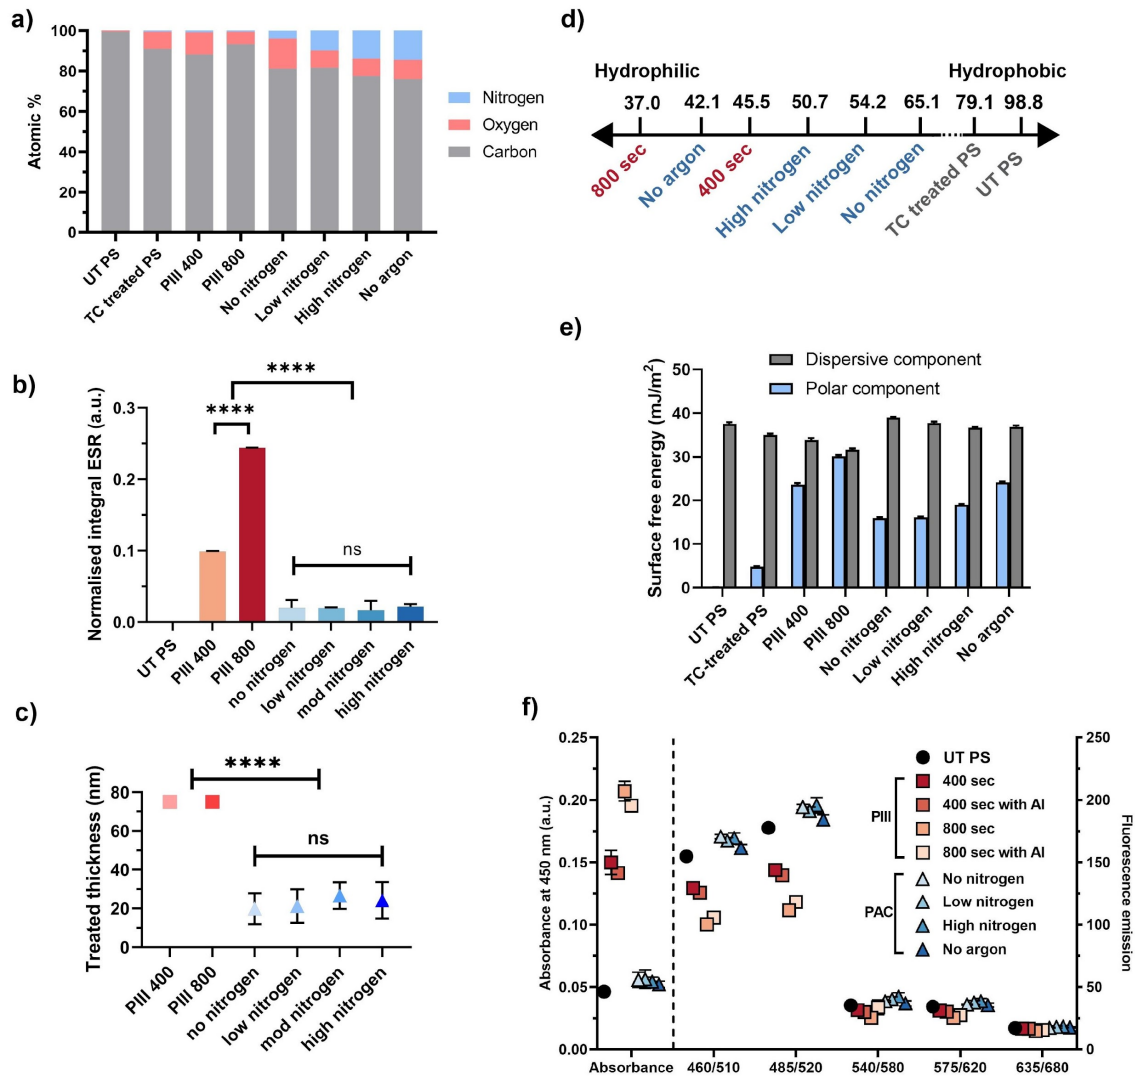 a)
100
80
60
40
20
0
Atomic %
Nitrogen
Oxygen
Carbon
UT PS
TC treated PS
PIII 400
PIII 800
No nitrogen
Low nitrogen
High nitrogen
No argon
b)
****
****
ns
0.3
0.2
0.1
0.0
Normalised integral ESR (a.u.)
UT PS
PIII 400
PIII 800
no nitrogen
low nitrogen
mod nitrogen
high nitrogen
c)
****
ns
80
60
40
20
0
Treated thickness (nm)
PIII 400
PIII 800
no nitrogen
low nitrogen
mod nitrogen
high nitrogen
d)
Hydrophilic Hydrophobic
37.0 42.1 45.5 50.7 54.2 65.1 79.1 98.8
800 sec
No argon
400 sec
High nitrogen
Low nitrogen
No nitrogen
TC treated PS
UT PS
e)
Dispersive component
Polar component
50
40
30
20
10
0
Surface free energy (mJ/m²)
UT PS
TC-treated PS
PIII 400
PIII 800
No nitrogen
Low nitrogen
High nitrogen
No argon
f)
0.25
0.20
0.15
0.10
0.05
0.00
Absorbance at 450 nm (a.u.)
250
200
150
100
50
0
Fluorescence emission
UT PS
PIII
400 sec
400 sec with AI
800 sec
800 sec with AI
PAC
No nitrogen
Low nitrogen
High nitrogen
No argon
Absorbance 460/510 485/520 540/580 575/620 635/680